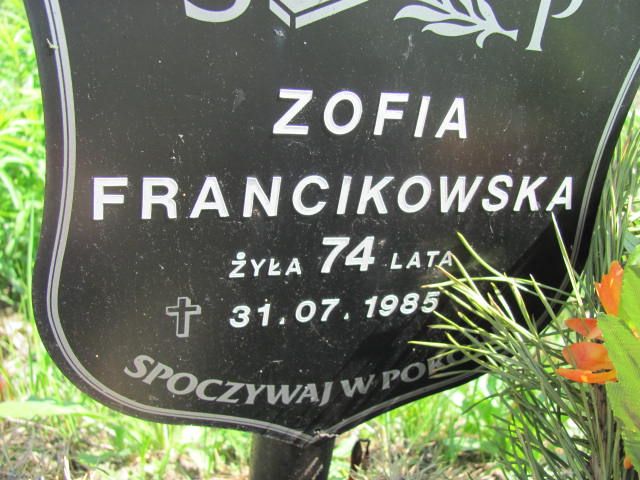 Ś P
ZOFIA
FRANCIKOWSKA
ŻYŁA 74 LATA
31.07.1985
SPOCZYWAJ W